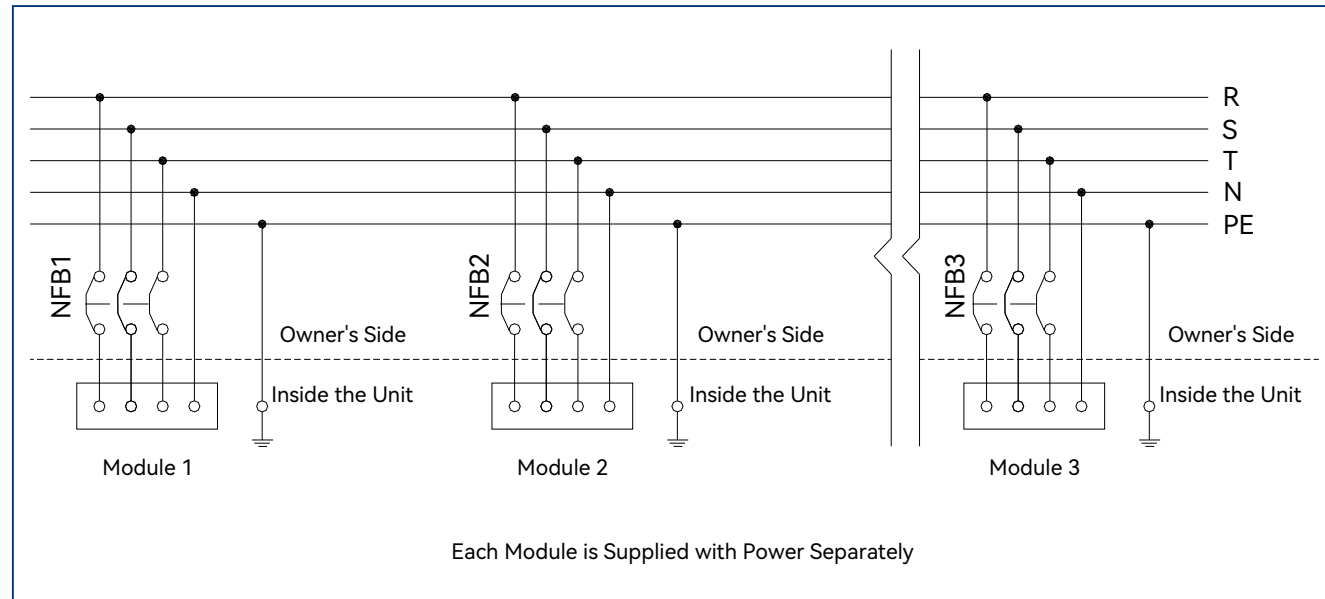 R
S
T
N
PE
NFB1
NFB2
NFB3
Owner's Side
Owner's Side
Owner's Side
Inside the Unit
Inside the Unit
Inside the Unit
Module 1
Module 2
Module 3
Each Module is Supplied with Power Separately